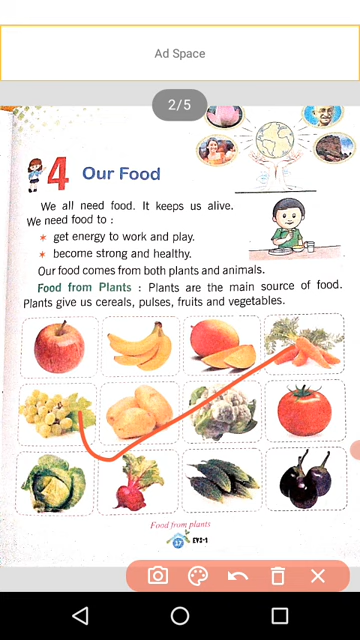 Ad Space
2/5
4 Our Food
We all need food. It keeps us alive.
We need food to :
* get energy to work and play.
* become strong and healthy.
Our food comes from both plants and animals.
Food from Plants : Plants are the main source of food.
Plants give us cereals, pulses, fruits and vegetables.
Food from plants
37 EVS-1